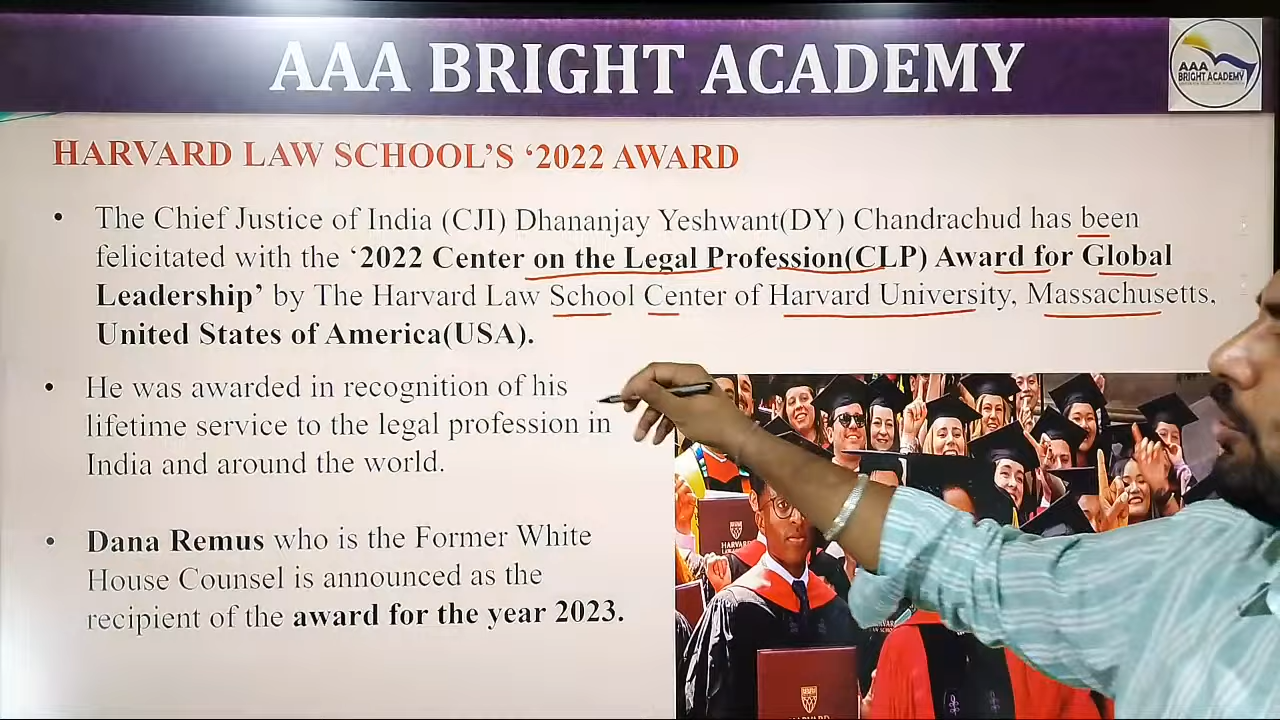 AAA BRIGHT ACADEMY
AAA
BRIGHT ACADEMY
HARVARD LAW SCHOOL'S ‘2022 AWARD
• The Chief Justice of India (CJI) Dhananjay Yeshwant(DY) Chandrachud has been
felicitated with the ‘2022 Center on the Legal Profession(CLP) Award for Global
Leadership’ by The Harvard Law School Center of Harvard University, Massachusetts,
United States of America(USA).
• He was awarded in recognition of his
lifetime service to the legal profession in
India and around the world.
• Dana Remus who is the Former White
House Counsel is announced as the
recipient of the award for the year 2023.
HARVARD
HARVARD